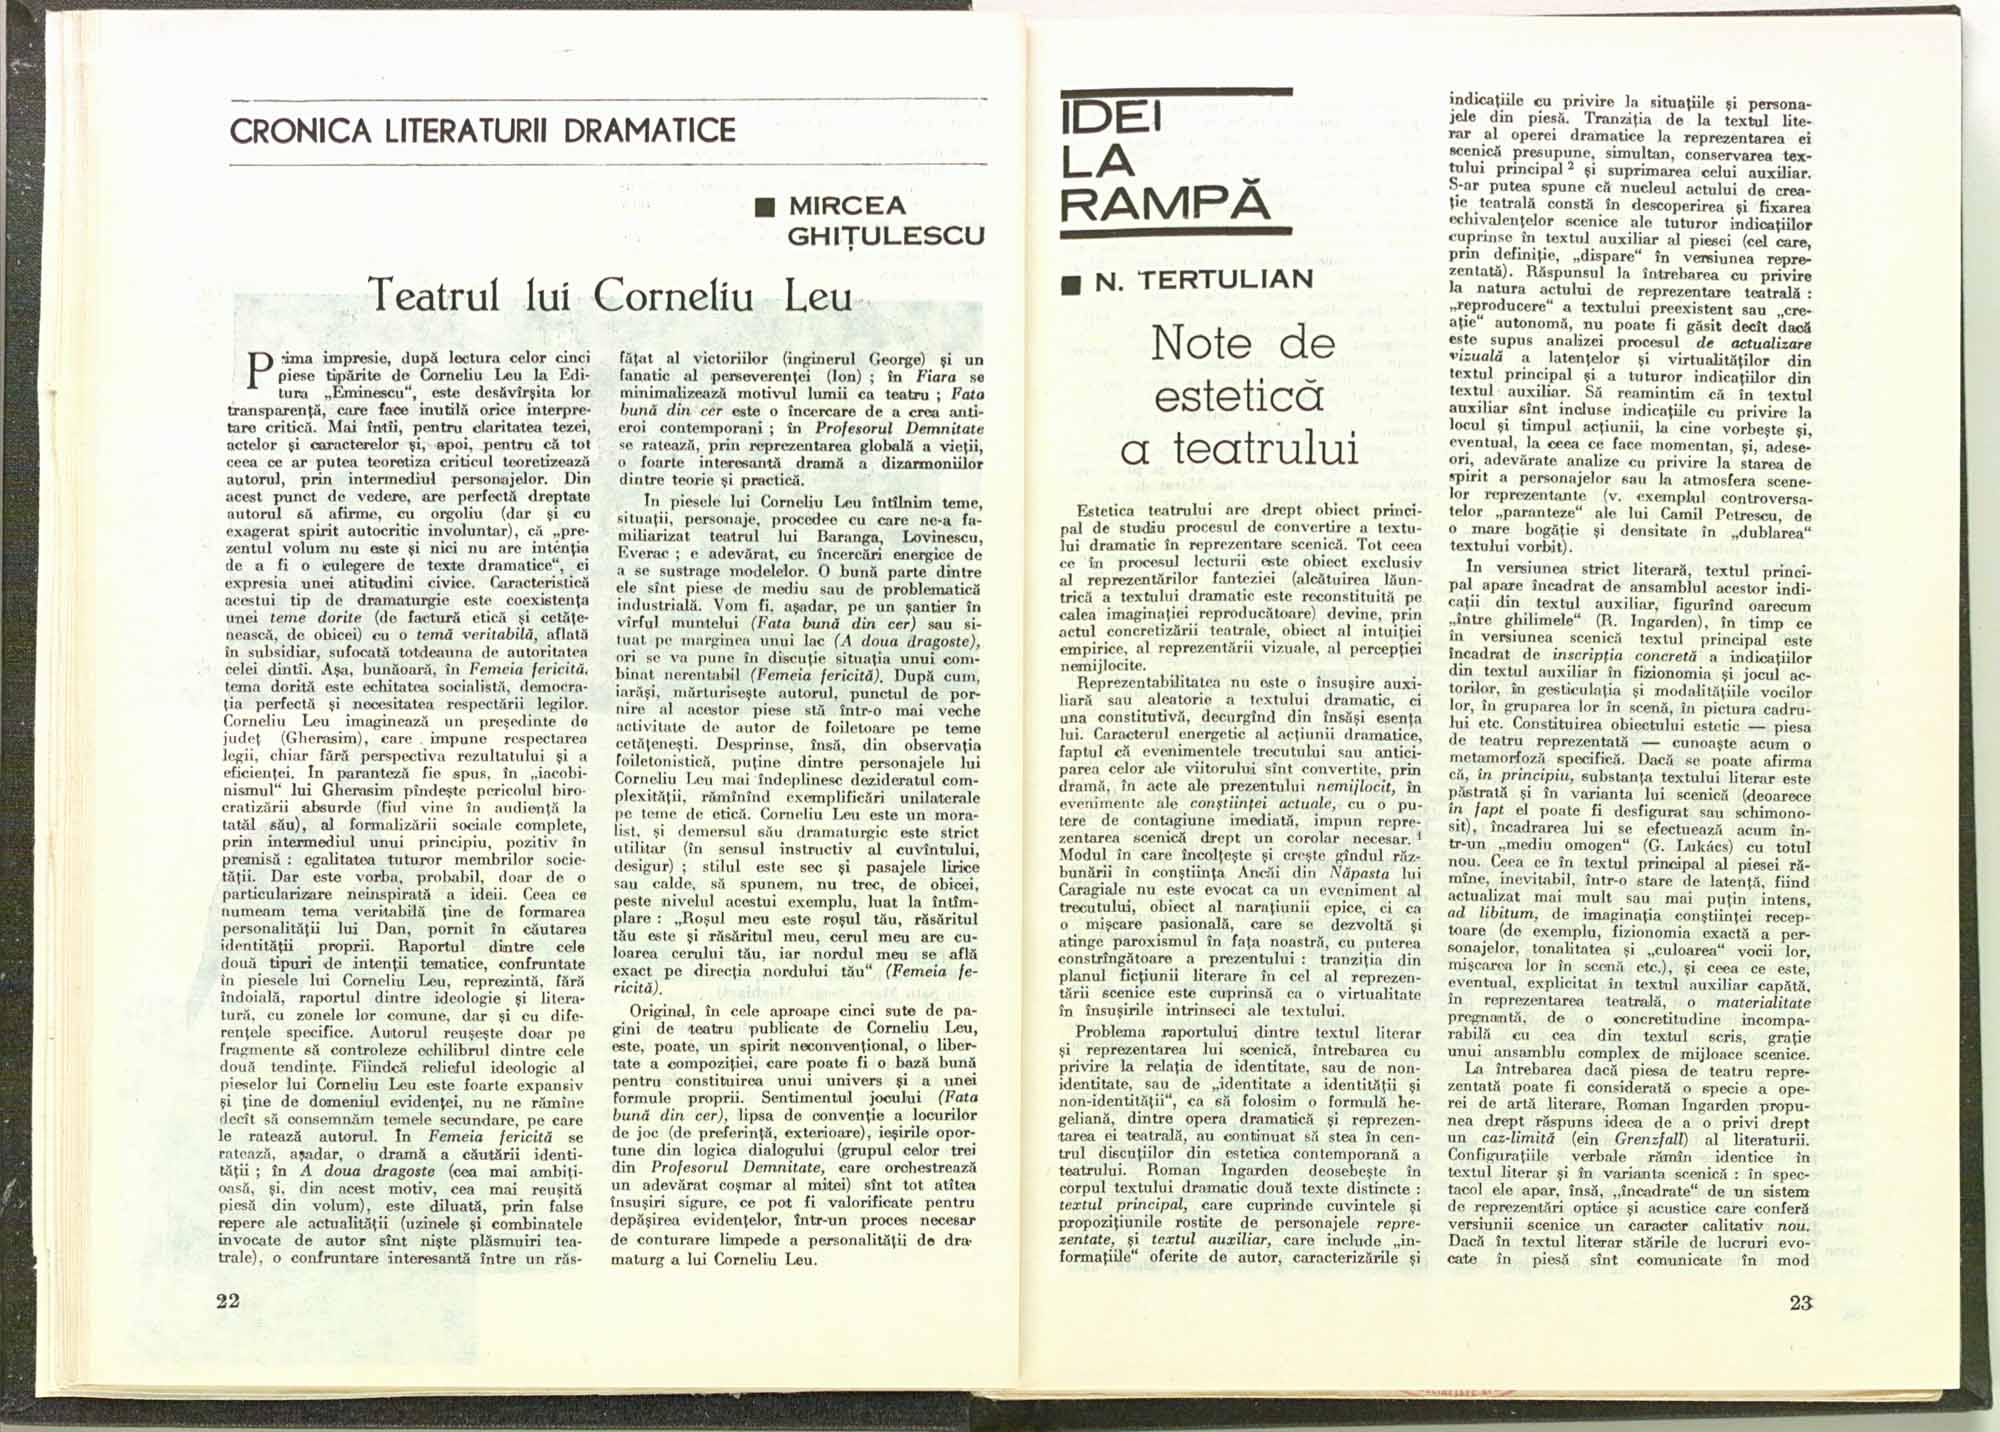 CRONICA LITERATURII DRAMATICE
■ MIRCEA
GHIȚULESCU
Teatrul lui Corneliu Leu
Prima impresie, după lectura celor cinci
piese tipărite de Corneliu Leu la Edi-
tura „Eminescu“, este desăvîrșita lor
transparență, care face inutilă orice interpre-
tare critică. Mai întîi, pentru claritatea tezei,
actelor și caracterelor și, apoi, pentru că tot
ceea ce ar putea teoretiza criticul teoretizează
autorul, prin intermediul personajelor. Din
acest punct de vedere, are perfectă dreptate
autorul să afirme, cu orgoliu (dar și cu
exagerat spirit autocritic involuntar), că „pre-
zentul volum nu este și nici nu are intenția
de a fi o culegere de texte dramatice“, ci
expresia unei atitudini civice. Caracteristică
acestui tip de dramaturgie este coexistența
unei teme dorite (de factură etică și cetățe-
nească, de obicei) cu o temă veritabilă, aflată
în subsidiar, sufocată totdeauna de autoritatea
celei dintîi. Așa, bunăoară, în Femeia fericită.
tema dorită este echitatea socialistă, democra-
ția perfectă și necesitatea respectării legilor.
Corneliu Leu imaginează un președinte de
județ (Gherasim), care impune respectarea
legii, chiar fără perspectiva rezultatului și a
eficienței. In paranteză fie spus, în „iacobi-
nismul“ lui Gherasim pîndește pericolul biro-
cratizării absurde (fiul vine în audiență la
tatăl său), al formalizării sociale complete,
prin intermediul unui principiu, pozitiv în
premisă : egalitatea tuturor membrilor socie-
tății. Dar este vorba, probabil, doar de o
particularizare neinspirată a ideii. Ceea ce
numeam tema veritabilă ține de formarea
personalității lui Dan, pornit în căutarea
identității proprii. Raportul dintre cele
două tipuri de intenții tematice, confruntate
în piesele lui Corneliu Leu, reprezintă, fără
îndoială, raportul dintre ideologie și litera-
tură, cu zonele lor comune, dar și cu dife-
rențele specifice. Autorul reușește doar pe
fragmente să controleze echilibrul dintre cele
două tendințe. Fiindcă relieful ideologic al
pieselor lui Corneliu Leu este foarte expansiv
și ține de domeniul evidenței, nu ne rămîne
decît să consemnăm temele secundare, pe care
le ratează autorul. In Femeia fericită se
ratează, așadar, o dramă a căutării identi-
tății ; în A doua dragoste (cea mai ambiți-
oasă, și, din acest motiv, cea mai reușită
piesă din volum), este diluată, prin false
repere ale actualității (uzinele și combinatele
invocate de autor sînt niște plăsmuiri tea-
trale), o confruntare interesantă între un răs-
fățat al victoriilor (inginerul George) și un
fanatic al perseverenței (Ion) ; în Fiara se
minimalizează motivul lumii ca teatru ; Fata
bună din cer este o încercare de a crea anti-
eroi contemporani ; în Profesorul Demnitate
se ratează, prin reprezentarea globală a vieții,
o foarte interesantă dramă a dizarmoniilor
dintre teorie și practică.
In piesele lui Corneliu Leu întîlnim teme,
situații, personaje, procedee cu care ne-a fa-
miliarizat teatrul lui Baranga, Lovinescu,
Everac ; e adevărat, cu încercări energice de
a se sustrage modelelor. O bună parte dintre
ele sînt piese de mediu sau de problematică
industrială. Vom fi, așadar, pe un șantier în
vîrful muntelui (Fata bună din cer) sau si-
tuat pe marginea unui lac (A doua dragoste),
ori se va pune în discuție situația unui com-
binat nerentabil (Femeia fericită). După cum,
iarăși, mărturisește autorul, punctul de por-
nire al acestor piese stă într-o mai veche
activitate de autor de foiletoare pe teme
cetățenești. Desprinse, însă, din observația
foiletonistică, puține dintre personajele lui
Corneliu Leu mai îndeplinesc dezideratul com-
plexității, rămînînd exemplificări unilaterale
pe teme de etică. Corneliu Leu este un mora-
list, și demersul său dramaturgic este strict
utilitar (în sensul instructiv al cuvîntului,
desigur) ; stilul este sec și pasajele lirice
sau calde, să spunem, nu trec, de obicei,
peste nivelul acestui exemplu, luat la întîm-
plare : „Roșul meu este roșul tău, răsăritul
tău este și răsăritul meu, cerul meu are cu-
loarea cerului tău, iar nordul meu se află
exact pe direcția nordului tău“ (Femeia fe-
ricită).
Original, în cele aproape cinci sute de pa-
gini de teatru publicate de Corneliu Leu,
este, poate, un spirit neconvențional, o liber-
tate a compoziției, care poate fi o bază bună
pentru constituirea unui univers și a unei
formule proprii. Sentimentul jocului (Fata
bună din cer), lipsa de convenție a locurilor
de joc (de preferință, exterioare), ieșirile opor-
tune din logica dialogului (grupul celor trei
din Profesorul Demnitate, care orchestrează
un adevărat coșmar al mitei) sînt tot atîtea
însușiri sigure, ce pot fi valorificate pentru
depășirea evidențelor, într-un proces necesar
de conturare limpede a personalității de dra-
maturg a lui Corneliu Leu.
22
IDEI
LA
RAMPĂ
■ N. TERTULIAN
Note de
estetică
a teatrului
Estetica teatrului are drept obiect princi-
pal de studiu procesul de convertire a textu-
lui dramatic în reprezentare scenică. Tot ceea
ce în procesul lecturii este obiect exclusiv
al reprezentărilor fanteziei (alcătuirea lăun-
trică a textului dramatic este reconstituită pe
calea imaginației reproducătoare) devine, prin
actul concretizării teatrale, obiect al intuiției
empirice, al reprezentării vizuale, al percepției
nemijlocite.
Reprezentabilitatea nu este o însușire auxi-
liară sau aleatorie a textului dramatic, ci
una constitutivă, decurgînd din însăși esența
lui. Caracterul energetic al acțiunii dramatice,
faptul că evenimentele trecutului sau antici-
parea celor ale viitorului sînt convertite, prin
dramă, în acte ale prezentului nemijlocit, în
evenimente ale conștiinței actuale, cu o pu-
tere de contagiune imediată, impun repre-
zentarea scenică drept un corolar necesar. 1
Modul în care încolțește și crește gîndul răz-
bunării în conștiința Ancăi din Năpasta lui
Caragiale nu este evocat ca un eveniment al
trecutului, obiect al narațiunii epice, ci ca
o mișcare pasională, care se dezvoltă și
atinge paroxismul în fața noastră, cu puterea
constrîngătoare a prezentului : tranziția din
planul ficțiunii literare în cel al reprezen-
tării scenice este cuprinsă ca o virtualitate
în însușirile intrinseci ale textului.
Problema raportului dintre textul literar
și reprezentarea lui scenică, întrebarea cu
privire la relația de identitate, sau de non-
identitate, sau de „identitate a identității și
non-identității“, ca să folosim o formulă he-
geliană, dintre opera dramatică și reprezen-
tarea ei teatrală, au continuat să stea în cen-
trul discuțiilor din estetica contemporană a
teatrului. Roman Ingarden deosebește în
corpul textului dramatic două texte distincte :
textul principal, care cuprinde cuvintele și
propozițiunile rostite de personajele repre-
zentate, și textul auxiliar, care include „in-
formațiile“ oferite de autor, caracterizările și
indicațiile cu privire la situațiile și persona-
jele din piesă. Tranziția de la textul lite-
rar al operei dramatice la reprezentarea ei
scenică presupune, simultan, conservarea tex-
tului principal 2 și suprimarea celui auxiliar.
S-ar putea spune că nucleul actului de crea-
ție teatrală constă în descoperirea și fixarea
echivalențelor scenice ale tuturor indicațiilor
cuprinse în textul auxiliar al piesei (cel care,
prin definiție, „dispare“ în versiunea repre-
zentată). Răspunsul la întrebarea cu privire
la natura actului de reprezentare teatrală :
„reproducere“ a textului preexistent sau „cre-
ație“ autonomă, nu poate fi găsit decît dacă
este supus analizei procesul de actualizare
vizuală a latențelor și virtualităților din
textul principal și a tuturor indicațiilor din
textul auxiliar. Să reamintim că în textul
auxiliar sînt incluse indicațiile cu privire la
locul și timpul acțiunii, la cine vorbește și,
eventual, la ceea ce face momentan, și, adese-
ori, adevărate analize cu privire la starea de
spirit a personajelor sau la atmosfera scene-
lor reprezentante (v. exemplul controversa-
telor „paranteze“ ale lui Camil Petrescu, de
o mare bogăție și densitate în „dublarea“
textului vorbit).
In versiunea strict literară, textul princi-
pal apare încadrat de ansamblul acestor indi-
cații din textul auxiliar, figurînd oarecum
„între ghilimele“ (R. Ingarden), în timp ce
în versiunea scenică textul principal este
încadrat de inscripția concretă a indicațiilor
din textul auxiliar în fizionomia și jocul ac-
torilor, în gesticulația și modalitățile vocilor
lor, în gruparea lor în scenă, în pictura cadru-
lui etc. Constituirea obiectului estetic — piesa
de teatru reprezentată — cunoaște acum o
metamorfoză specifică. Dacă se poate afirma
că, în principiu, substanța textului literar este
păstrată și în varianta lui scenică (deoarece
în fapt el poate fi desfigurat sau schimono-
sit), încadrarea lui se efectuează acum în-
tr-un „mediu omogen“ (G. Lukács) cu totul
nou. Ceea ce în textul principal al piesei ră-
mîne, inevitabil, într-o stare de latență, fiind
actualizat mai mult sau mai puțin intens,
ad libitum, de imaginația conștiinței recep-
toare (de exemplu, fizionomia exactă a per-
sonajelor, tonalitatea și „culoarea“ vocii lor,
mișcarea lor în scenă etc.), și ceea ce este,
eventual, explicitat în textul auxiliar capătă,
în reprezentarea teatrală, o materialitate
pregnantă, de o concretitudine incompa-
rabilă cu cea din textul scris, grație
unui ansamblu complex de mijloace scenice.
La întrebarea dacă piesa de teatru repre-
zentată poate fi considerată o specie a ope-
rei de artă literare, Roman Ingarden propu-
nea drept răspuns ideea de a o privi drept
un caz-limită (ein Grenzfall) al literaturii.
Configurațiile verbale rămîn identice în
textul literar și în varianta scenică : în spec-
tacol ele apar, însă, „încadrate“ de un sistem
de reprezentări optice și acustice care conferă
versiunii scenice un caracter calitativ nou.
Dacă în textul literar stările de lucruri evo-
cate în piesă sînt comunicate în mod
23